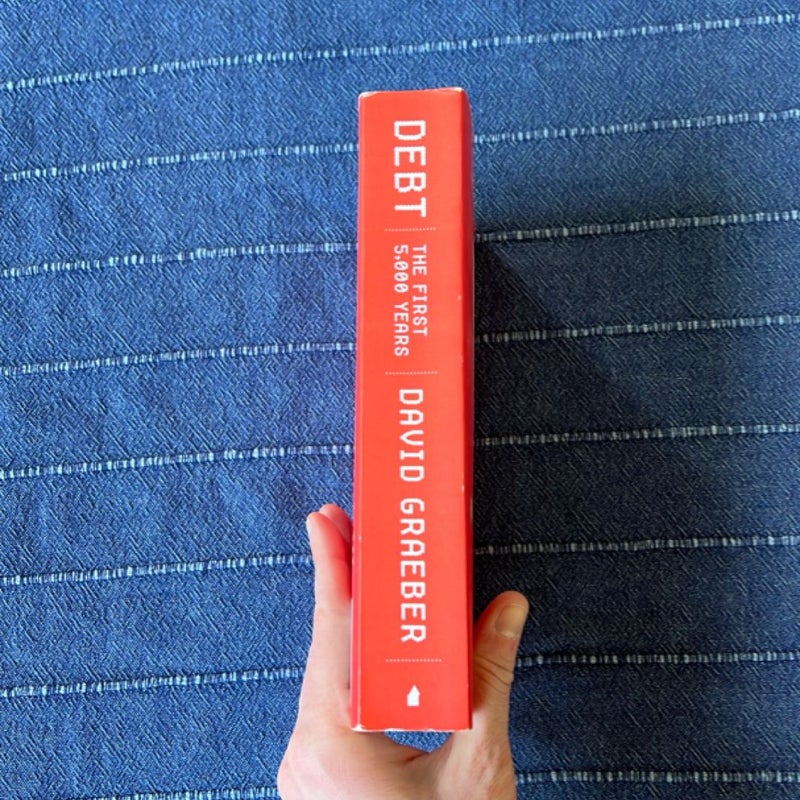 DEBT
THE FIRST
5,000 YEARS
DAVID GRAEBER